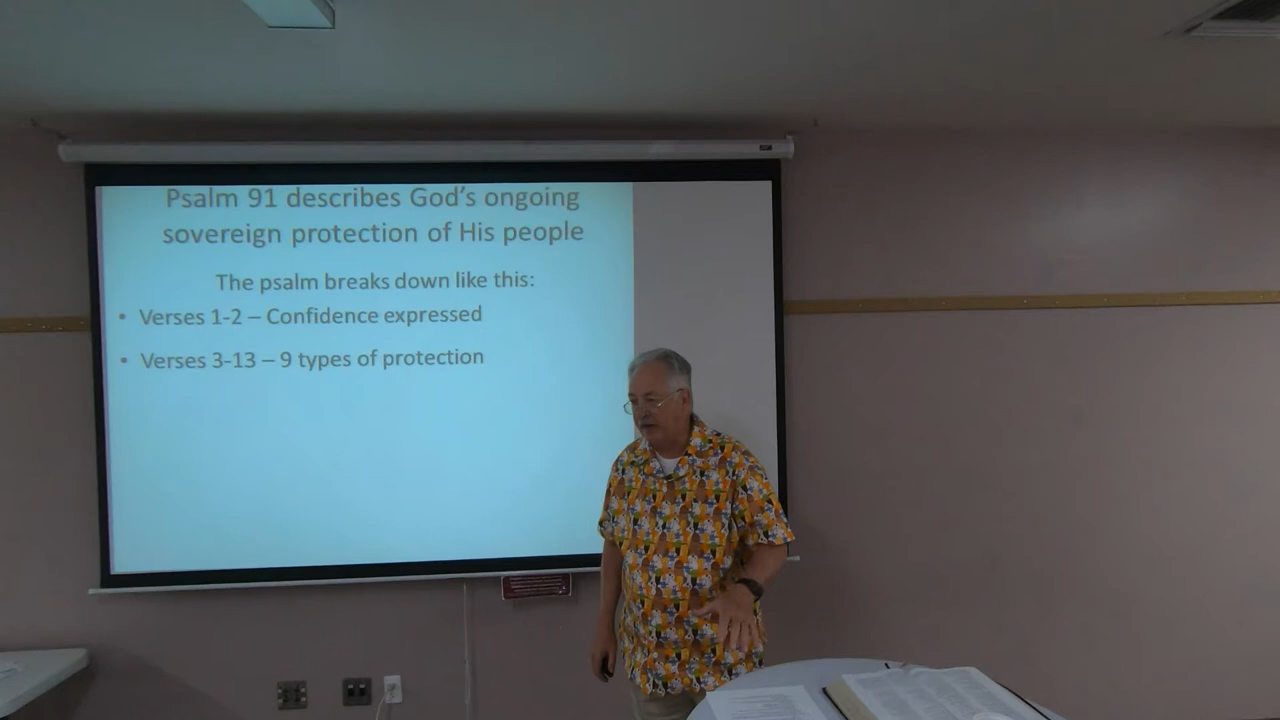 Psalm 91 describes God's ongoing
sovereign protection of His people
The psalm breaks down like this:
• Verses 1-2 – Confidence expressed
• Verses 3-13 – 9 types of protection